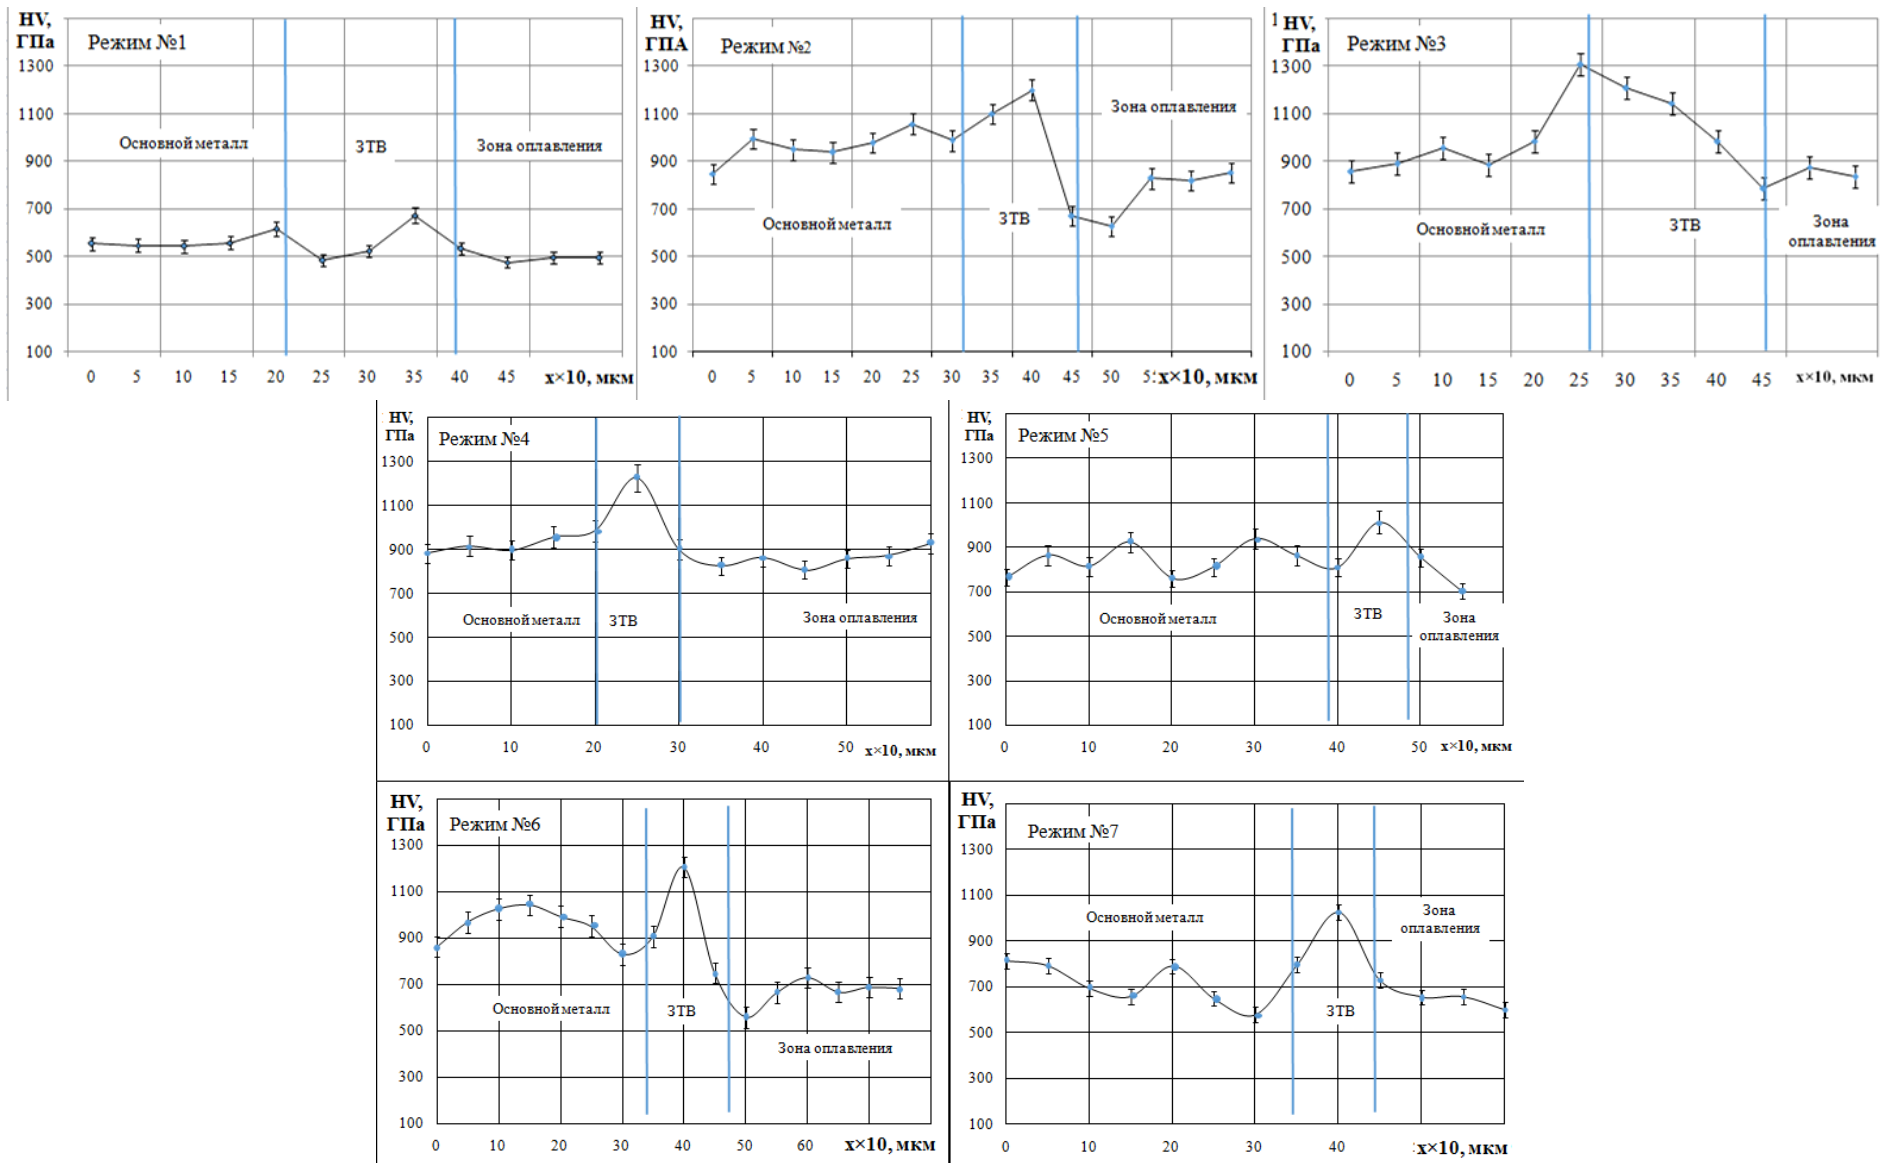 HV,
ГПа
Режим №1
1300
1100
900
700
500
300
100
Основной металл
ЗТВ
Зона оплавления
0 5 10 15 20 25 30 35 40 45 x×10, мкм
HV,
ГПА
Режим №2
1300
1100
900
700
500
300
100
Зона оплавления
Основной металл
ЗТВ
0 5 10 15 20 25 30 35 40 45 50 x×10, мкм
HV,
ГПа
Режим №3
1300
1100
900
700
500
300
100
Основной металл
ЗТВ
Зона
оплавления
0 5 10 15 20 25 30 35 40 45 x×10, мкм
HV,
ГПа
Режим №4
1300
1100
900
700
500
300
100
Основной металл
ЗТВ
Зона оплавления
0 10 20 30 40 50 x×10, мкм
HV,
ГПа
Режим №5
1300
1100
900
700
500
300
100
Основной металл
ЗТВ
Зона
оплавления
0 10 20 30 40 50 x×10, мкм
HV,
ГПа
Режим №6
1300
1100
900
700
500
300
100
Основной металл
ЗТВ
Зона оплавления
0 10 20 30 40 50 60 x×10, мкм
HV,
ГПа
Режим №7
1300
1100
900
700
500
300
100
Основной металл
Зона
оплавления
ЗТВ
0 10 20 30 40 x×10, мкм